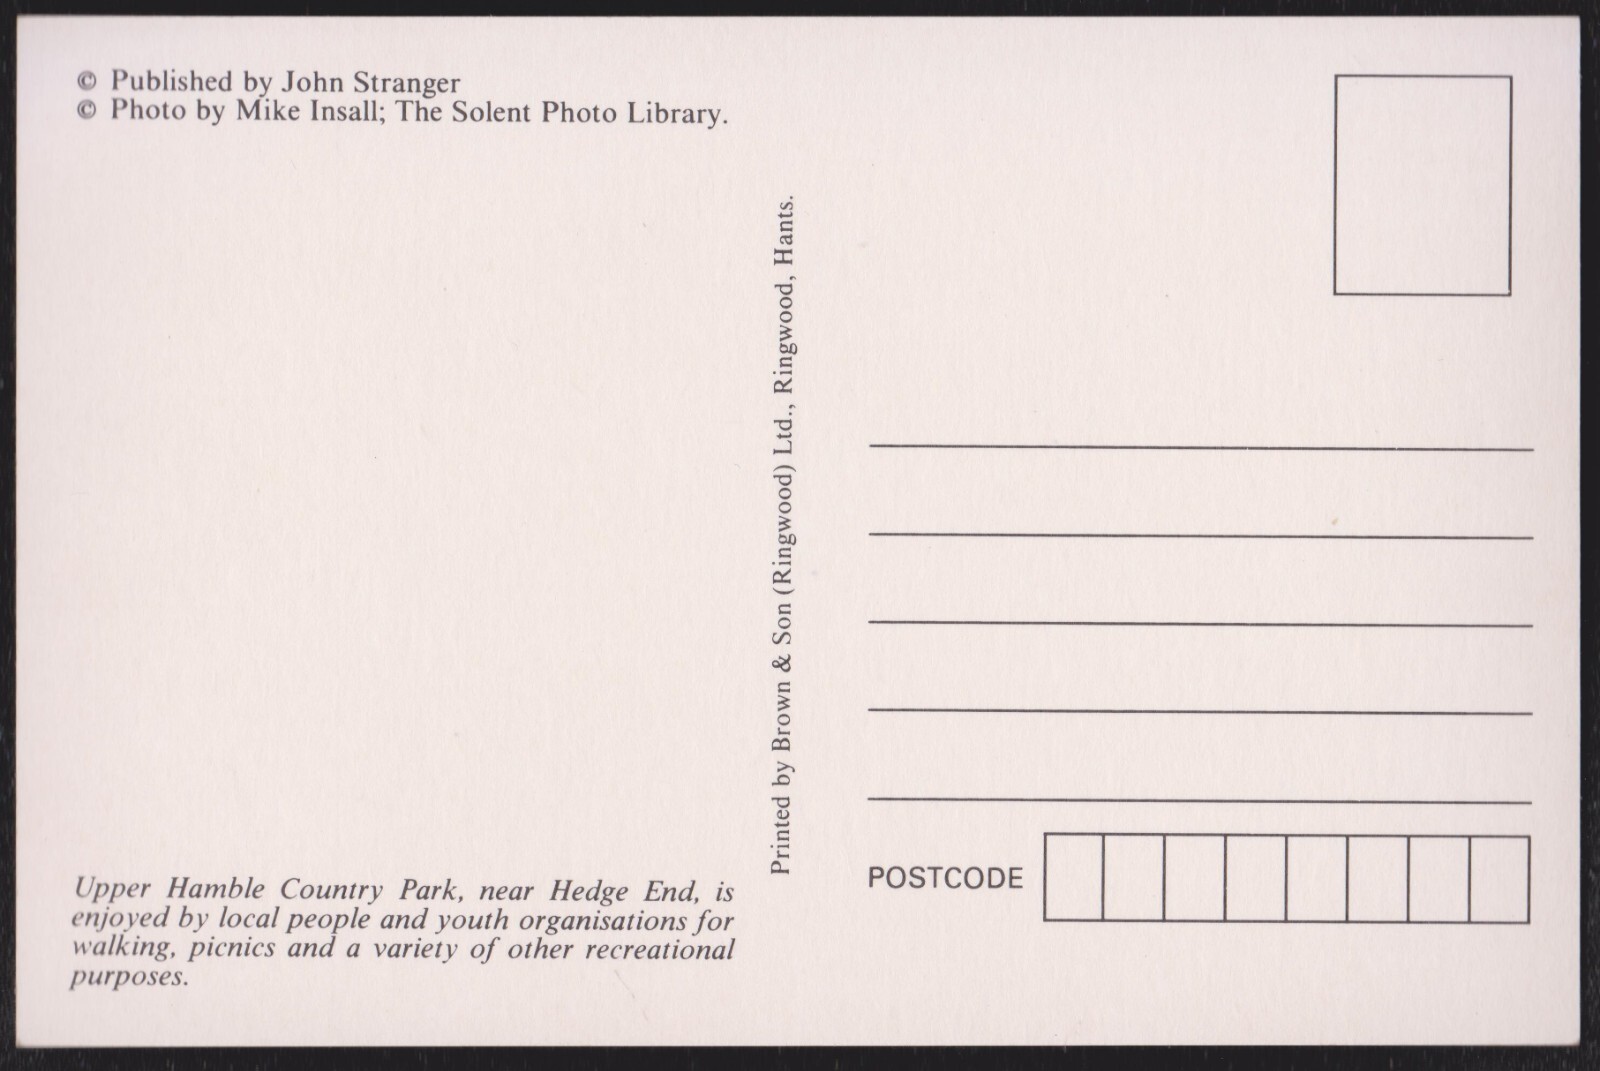 © Published by John Stranger
© Photo by Mike Insall; The Solent Photo Library.
Printed by Brown & Son (Ringwood) Ltd., Ringwood, Hants.
Upper Hamble Country Park, near Hedge End, is
enjoyed by local people and youth organisations for
walking, picnics and a variety of other recreational
purposes.
POSTCODE